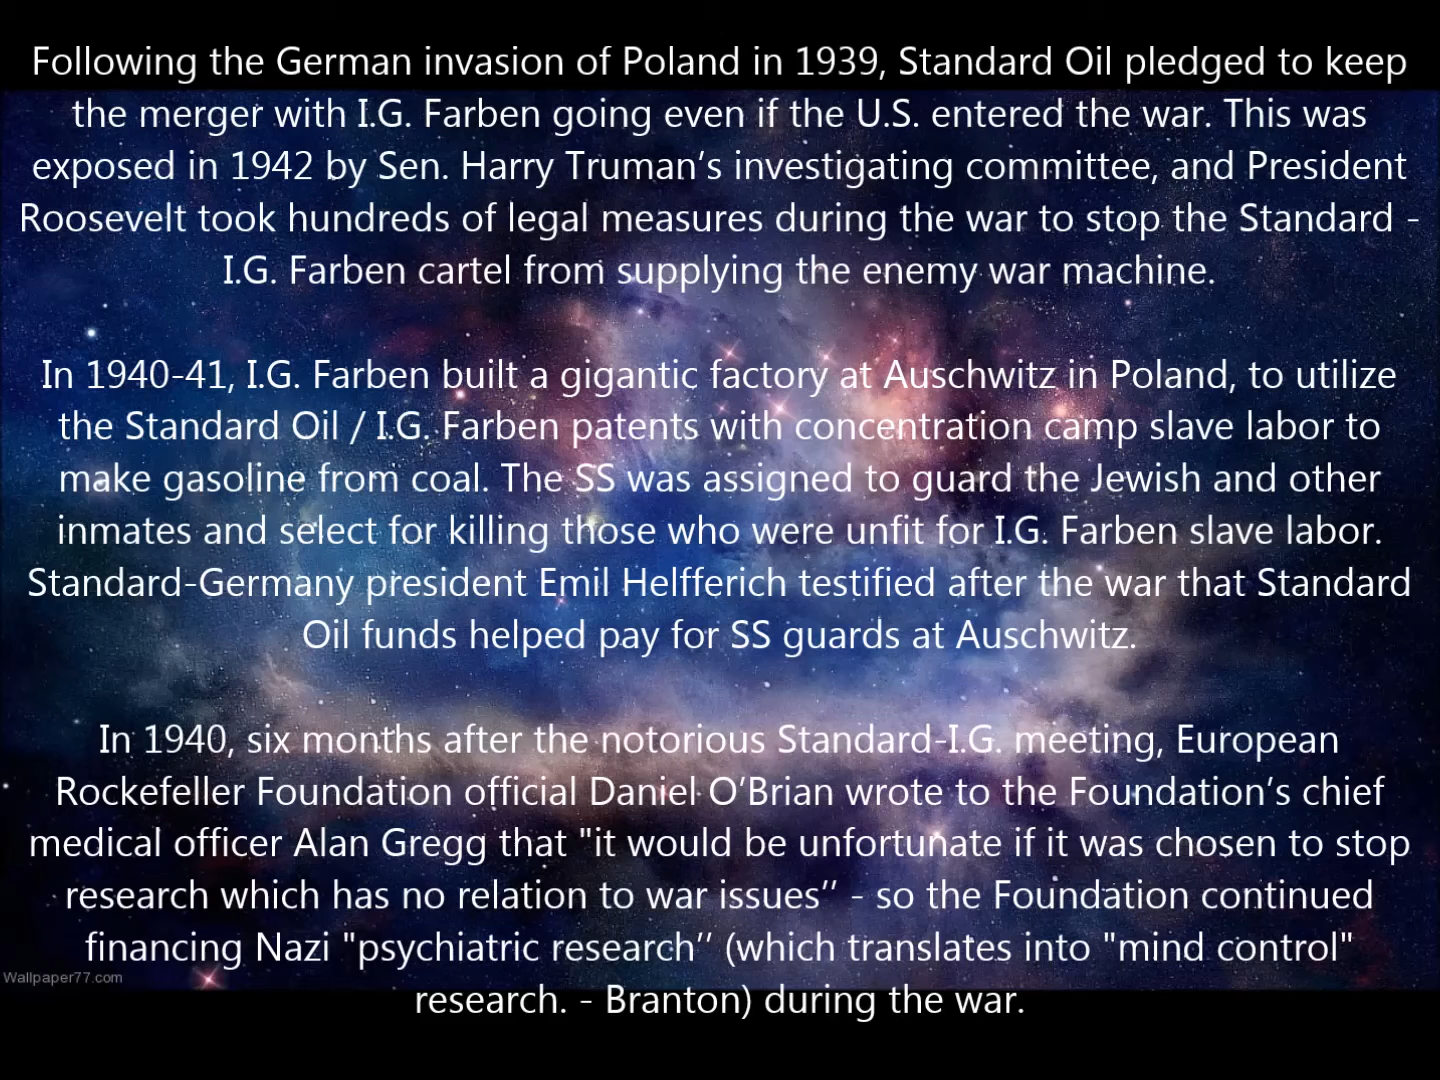 Following the German invasion of Poland in 1939, Standard Oil pledged to keep
the merger with I.G. Farben going even if the U.S. entered the war. This was
exposed in 1942 by Sen. Harry Truman’s investigating committee, and President
Roosevelt took hundreds of legal measures during the war to stop the Standard -
I.G. Farben cartel from supplying the enemy war machine.
In 1940-41, I.G. Farben built a gigantic factory at Auschwitz in Poland, to utilize
the Standard Oil / I.G. Farben patents with concentration camp slave labor to
make gasoline from coal. The SS was assigned to guard the Jewish and other
inmates and select for killing those who were unfit for I.G. Farben slave labor.
Standard-Germany president Emil Helfferich testified after the war that Standard
Oil funds helped pay for SS guards at Auschwitz.
In 1940, six months after the notorious Standard-I.G. meeting, European
Rockefeller Foundation official Daniel O’Brian wrote to the Foundation’s chief
medical officer Alan Gregg that "it would be unfortunate if it was chosen to stop
research which has no relation to war issues’’ - so the Foundation continued
financing Nazi "psychiatric research’’ (which translates into "mind control"
research. - Branton) during the war.
Wallpaper77.com